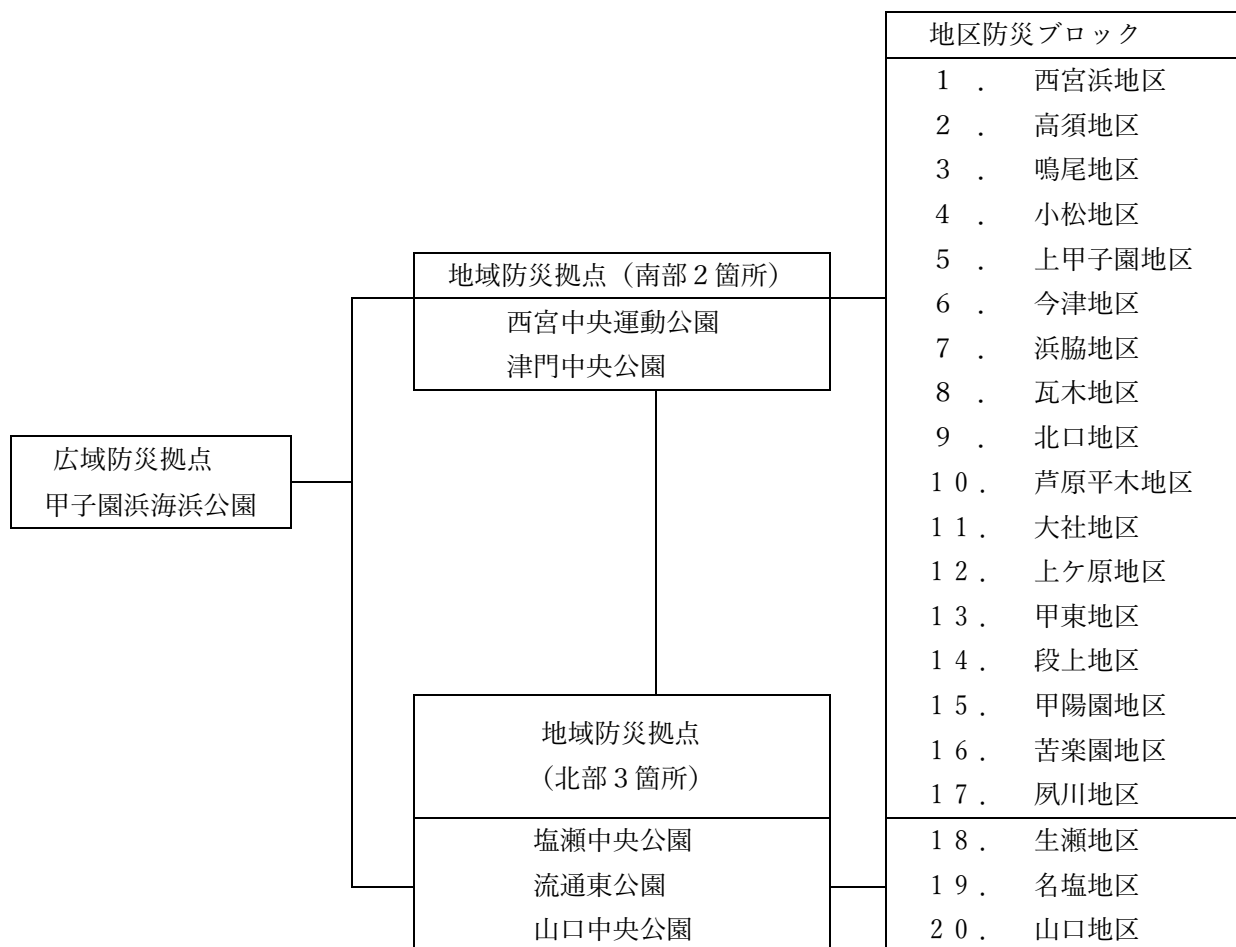 広域防災拠点
甲子園浜海浜公園
地域防災拠点（南部２箇所）
西宮中央運動公園
津門中央公園
地域防災拠点
（北部３箇所）
塩瀬中央公園
流通東公園
山口中央公園
地区防災ブロック
１． 西宮浜地区
２． 高須地区
３． 鳴尾地区
４． 小松地区
５． 上甲子園地区
６． 今津地区
７． 浜脇地区
８． 瓦木地区
９． 北口地区
１０． 芦原平木地区
１１． 大社地区
１２． 上ケ原地区
１３． 甲東地区
１４． 段上地区
１５． 甲陽園地区
１６． 苦楽園地区
１７． 夙川地区
１８． 生瀬地区
１９． 名塩地区
２０． 山口地区